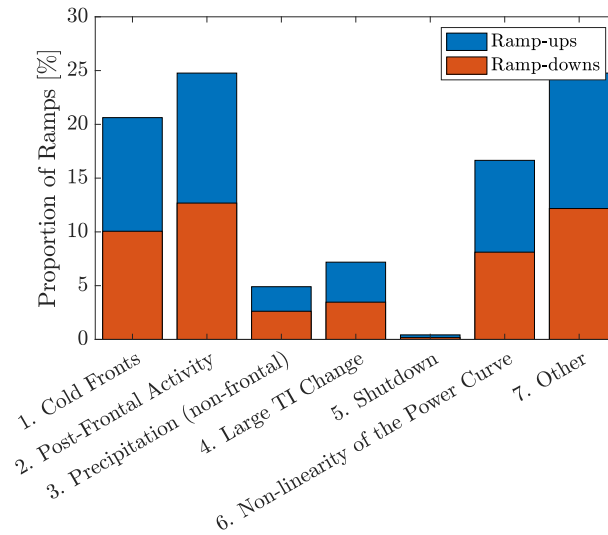 30
25
20
15
10
5
0
Proportion of Ramps [%]
Ramp-ups
Ramp-downs
1. Cold Fronts
2. Post-Frontal Activity
3. Precipitation (non-frontal)
4. Large TI Change
5. Shutdown
6. Non-linearity of the Power Curve
7. Other